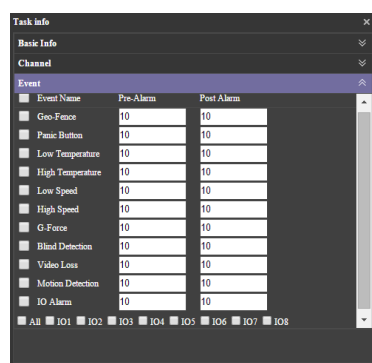 Task info ×
Basic Info
Channel
Event
Event Name Pre-Alarm Post Alarm
Geo-Fence 10 10
Panic Button 10 10
Low Temperature 10 10
High Temperature 10 10
Low Speed 10 10
High Speed 10 10
G-Force 10 10
Blind Detection 10 10
Video Loss 10 10
Motion Detection 10 10
IO Alarm 10 10
All IO1 IO2 IO3 IO4 IO5 IO6 IO7 IO8